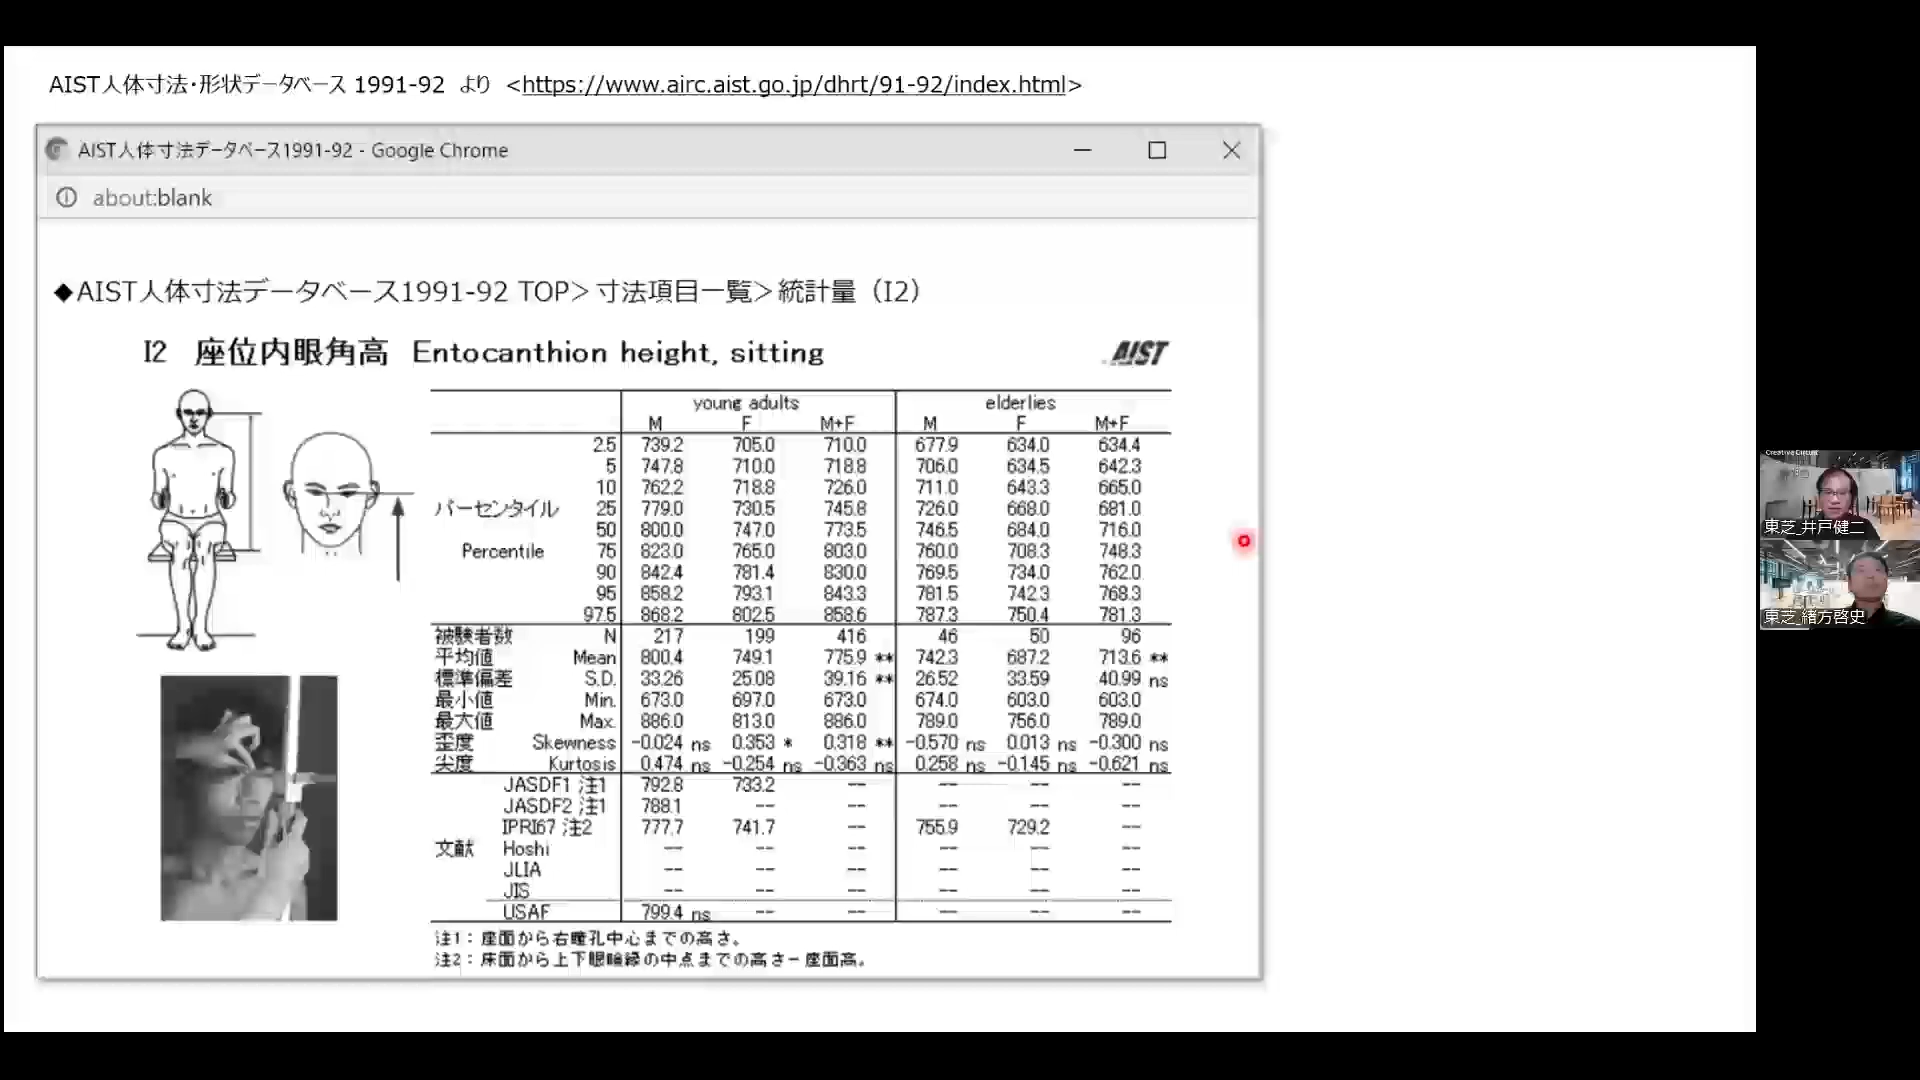 AIST人体寸法・形状データベース 1991-92 より <https://www.airc.aist.go.jp/dhrt/91-92/index.html>
AIST人体寸法データベース1991-92 - Google Chrome
about:blank
◆AIST人体寸法データベース1991-92 TOP＞寸法項目一覧＞統計量（I2）
I2 座位内眼角高 Entocanthion height, sitting
AIST
young adults elderlies
M F M+F M F M+F
2.5 739.2 705.0 710.0 677.9 634.0 634.4
5 747.8 710.0 718.8 706.0 634.5 642.3
10 762.2 718.8 726.0 711.0 643.3 665.0
パーセンタイル 25 779.0 730.5 745.8 726.0 668.0 681.0
50 800.0 747.0 773.5 746.5 684.0 716.0
Percentile 75 823.0 765.0 803.0 760.0 708.3 748.3
90 842.4 781.4 830.0 769.5 734.0 762.0
95 858.2 793.1 843.3 781.5 742.3 768.3
97.5 868.2 802.5 858.6 787.3 750.4 781.3
被験者数 N 217 199 416 46 50 96
平均値 Mean 800.4 749.1 775.9 ** 742.3 687.2 713.6 **
標準偏差 S.D. 33.26 25.08 39.16 ** 26.52 33.59 40.99 ns
最小値 Min. 673.0 697.0 673.0 674.0 603.0 603.0
最大値 Max. 886.0 813.0 886.0 789.0 756.0 789.0
歪度 Skewness -0.024 ns 0.353 * 0.318 ** -0.570 ns 0.013 ns -0.300 ns
尖度 Kurtosis 0.474 ns -0.254 ns -0.363 ns 0.258 ns -0.145 ns -0.621 ns
JASDF1 注1 792.8 733.2 -- -- -- --
JASDF2 注1 788.1 -- -- -- -- --
IPRI67 注2 777.7 741.7 -- 755.9 729.2 --
文献 Hoshi -- -- -- -- -- --
JLIA -- -- -- -- -- --
JIS -- -- -- -- -- --
USAF 799.4 ns -- -- -- -- --
注1：座面から右瞳孔中心までの高さ。
注2：床面から上下眼瞼縁の中点までの高さ－座面高。
Creative Circuit
東芝_井戸健二
東芝_緒方啓史